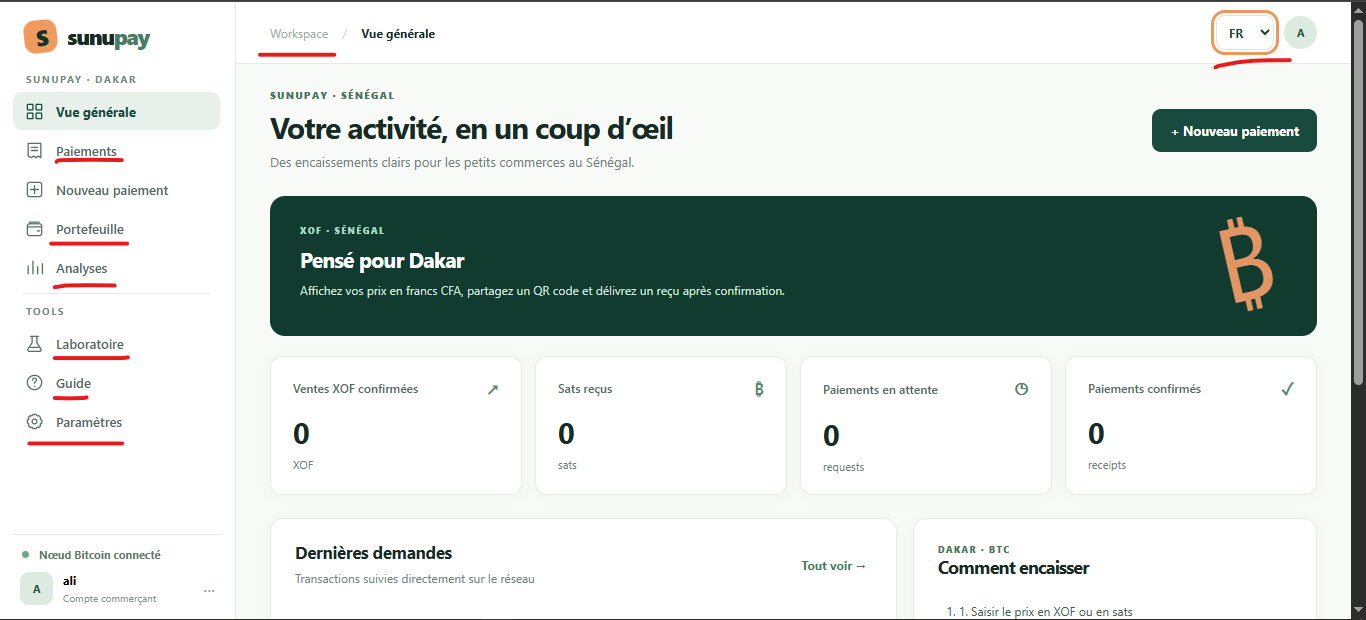 S sunupay
SUNUPAY · DAKAR
Vue générale
Paiements
Nouveau paiement
Portefeuille
Analyses
TOOLS
Laboratoire
Guide
Paramètres
Nœud Bitcoin connecté
A ali
Compte commerçant
...
Workspace / Vue générale
FR A
SUNUPAY · SÉNÉGAL
Votre activité, en un coup d’œil
Des encaissements clairs pour les petits commerces au Sénégal.
+ Nouveau paiement
XOF · SÉNÉGAL
Pensé pour Dakar
Affichez vos prix en francs CFA, partagez un QR code et délivrez un reçu après confirmation.
₿
Ventes XOF confirmées ↗
0
XOF
Sats reçus ₿
0
sats
Paiements en attente ◷
0
requests
Paiements confirmés ✓
0
receipts
Dernières demandes
Transactions suivies directement sur le réseau
Tout voir →
DAKAR · BTC
Comment encaisser
1. 1. Saisir le prix en XOF ou en sats